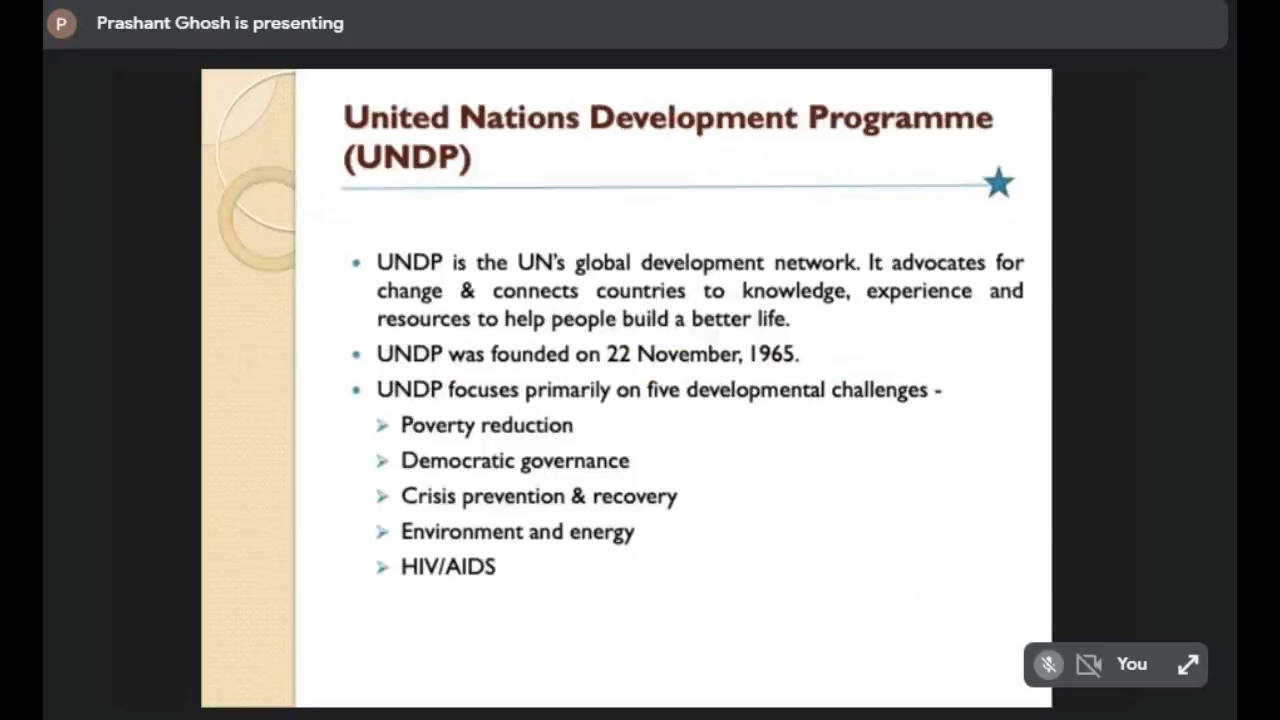 P
Prashant Ghosh is presenting
United Nations Development Programme
(UNDP)
• UNDP is the UN's global development network. It advocates for
change & connects countries to knowledge, experience and
resources to help people build a better life.
• UNDP was founded on 22 November, 1965.
• UNDP focuses primarily on five developmental challenges -
➢ Poverty reduction
➢ Democratic governance
➢ Crisis prevention & recovery
➢ Environment and energy
➢ HIV/AIDS
You